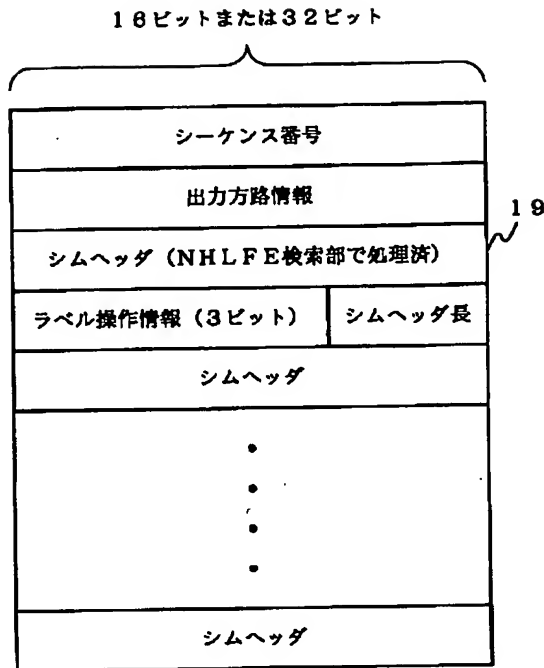 16ビットまたは32ビット
シーケンス番号
出力方路情報
19
シムヘッダ(NHLFE検索部で処理済)
ラベル操作情報(3ビット) シムヘッダ長
シムヘッダ
シムヘッダ